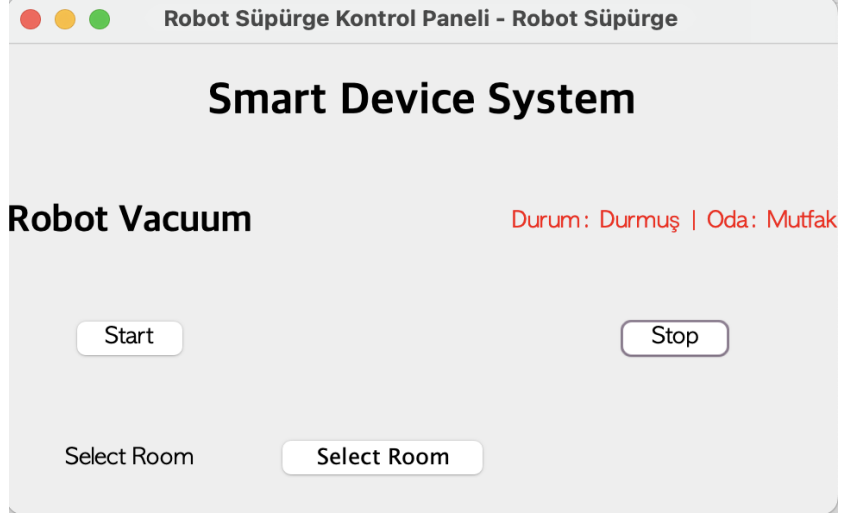 Robot Süpürge Kontrol Paneli - Robot Süpürge
Smart Device System
Robot Vacuum Durum: Durmuş | Oda: Mutfak
Start Stop
Select Room Select Room